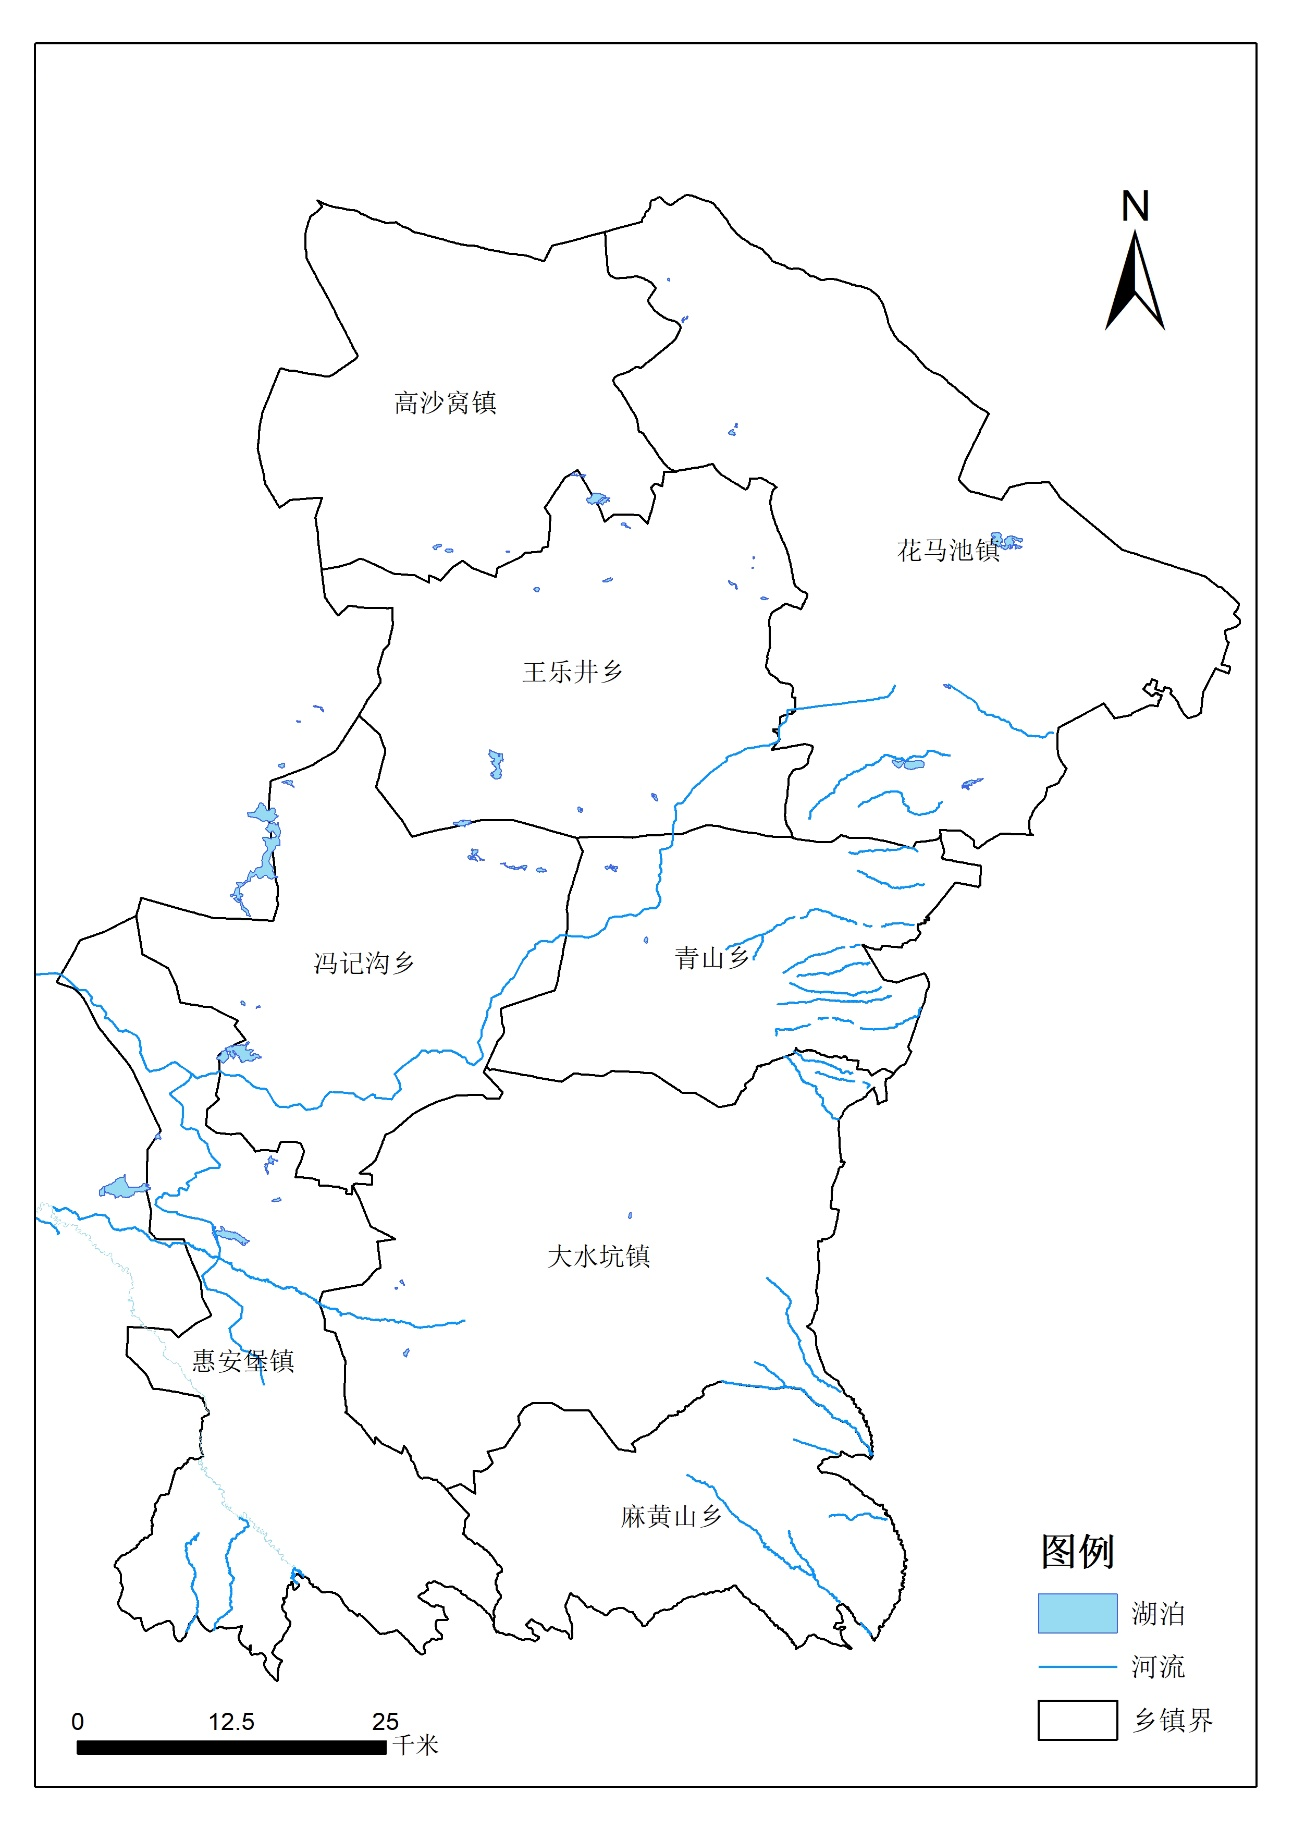 N
高沙窝镇
花马池镇
王乐井乡
冯记沟乡
青山乡
大水坑镇
惠安堡镇
麻黄山乡
图例
湖泊
河流
乡镇界
0 12.5 25
千米